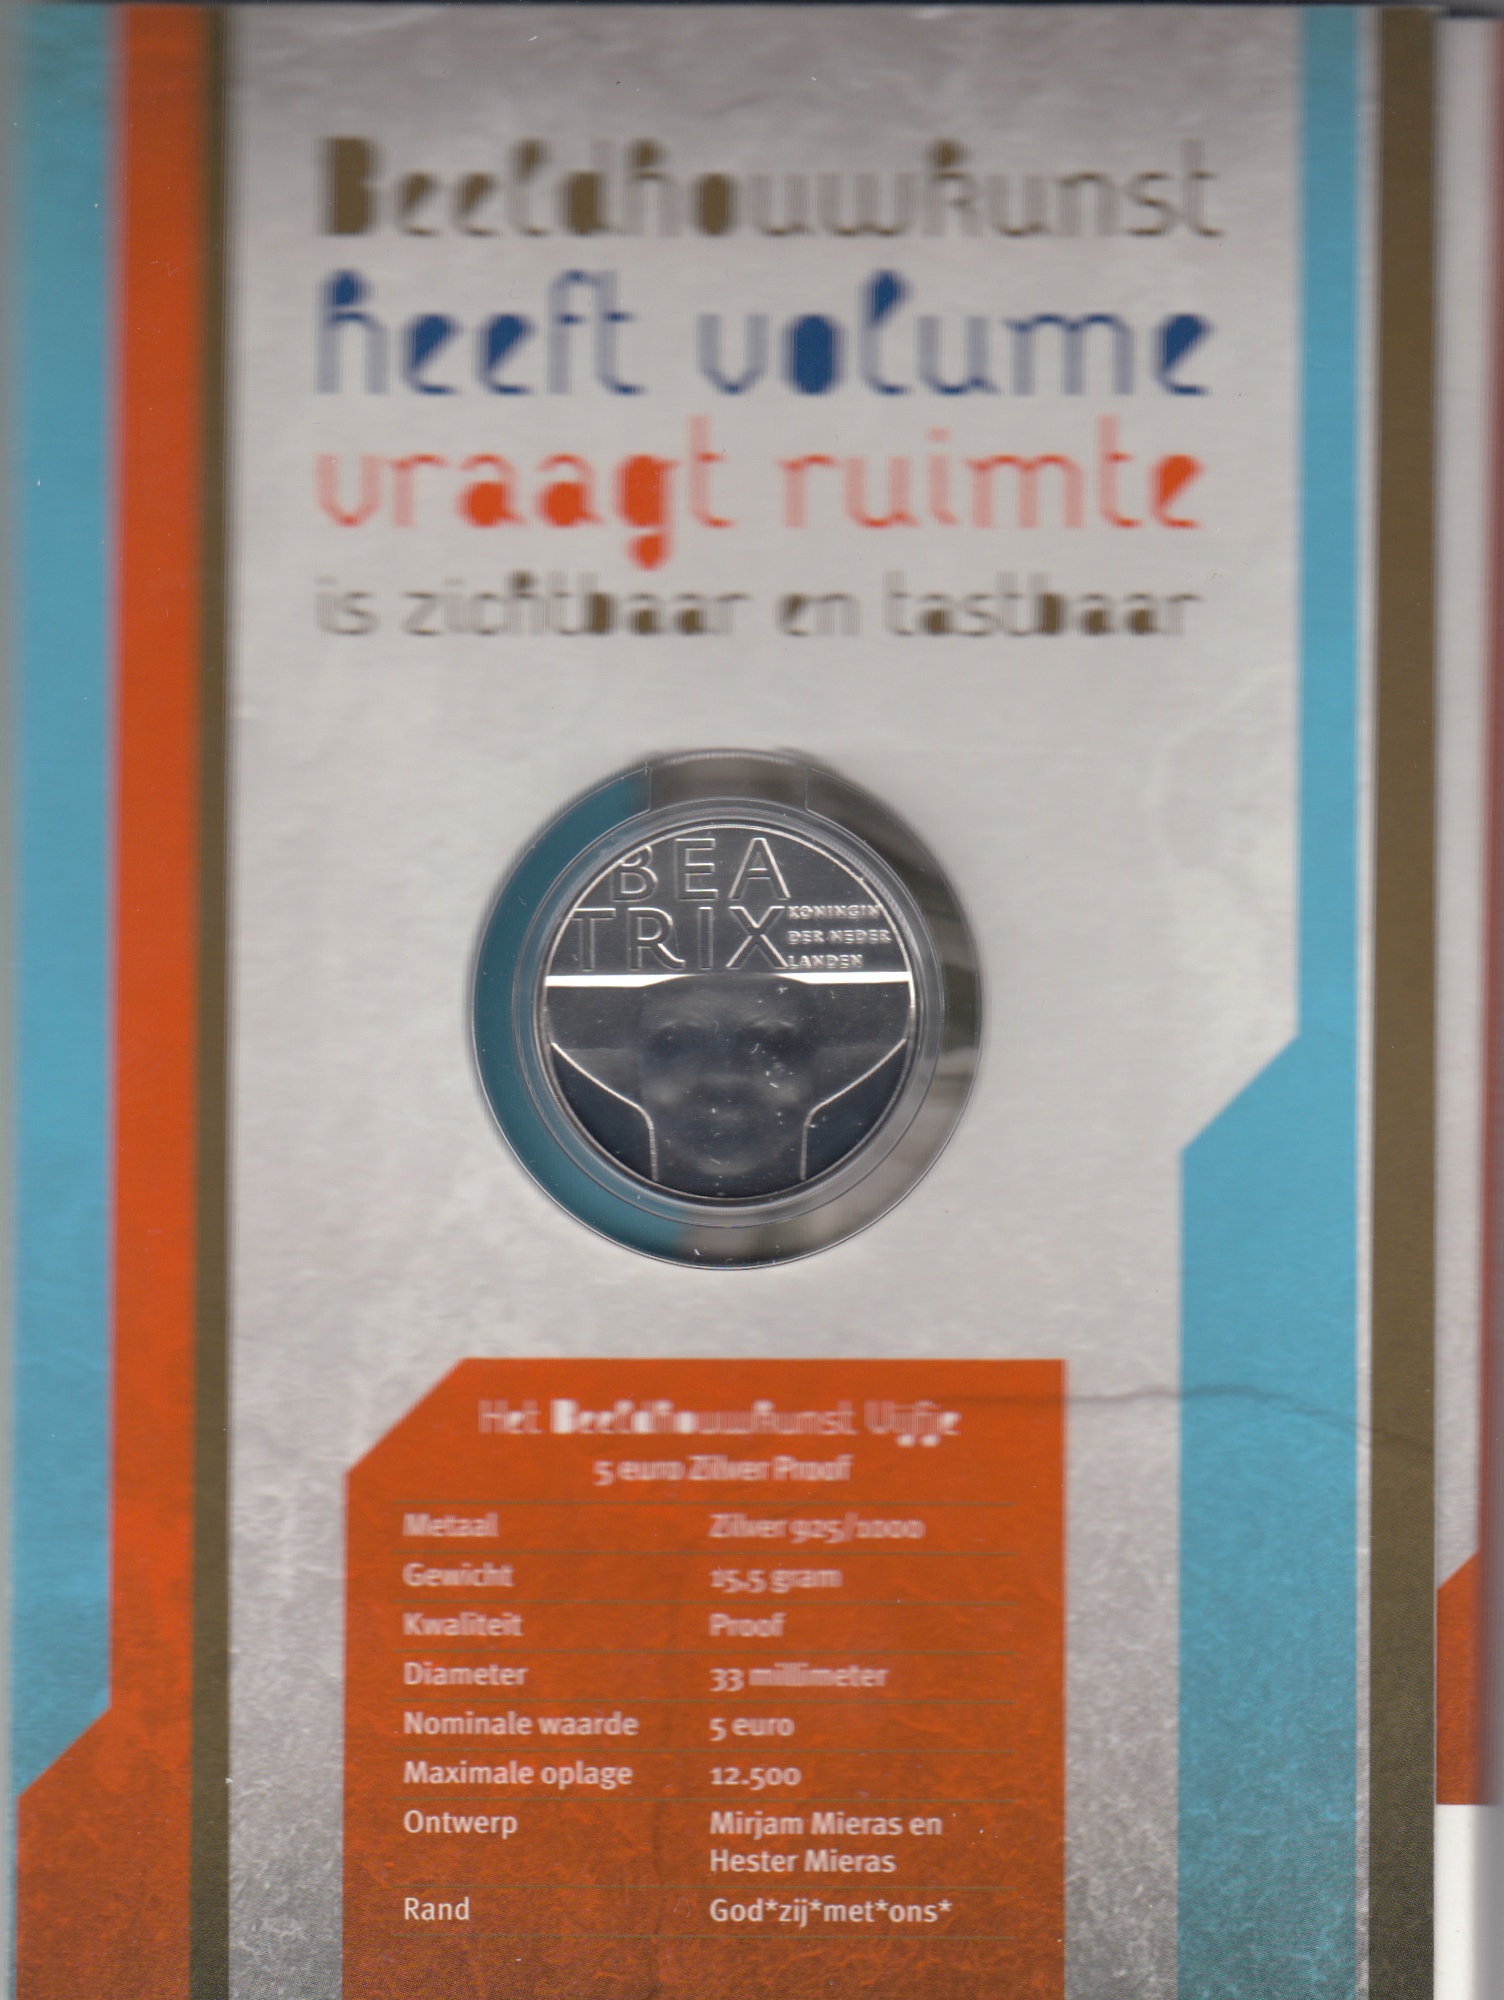 Beeldhouwkunst
heeft volume
vraagt ruimte
is zichtbaar en tastbaar
BEA
TRIX
KONINGIN
DER NEDER
LANDEN
Het Beeldhouwkunst Vijfje
5 euro Zilver Proof
Metaal Zilver 925/1000
Gewicht 15.5 gram
Kwaliteit Proof
Diameter 33 millimeter
Nominale waarde 5 euro
Maximale oplage 12.500
Ontwerp Mirjam Mieras en
Hester Mieras
Rand God*zij*met*ons*